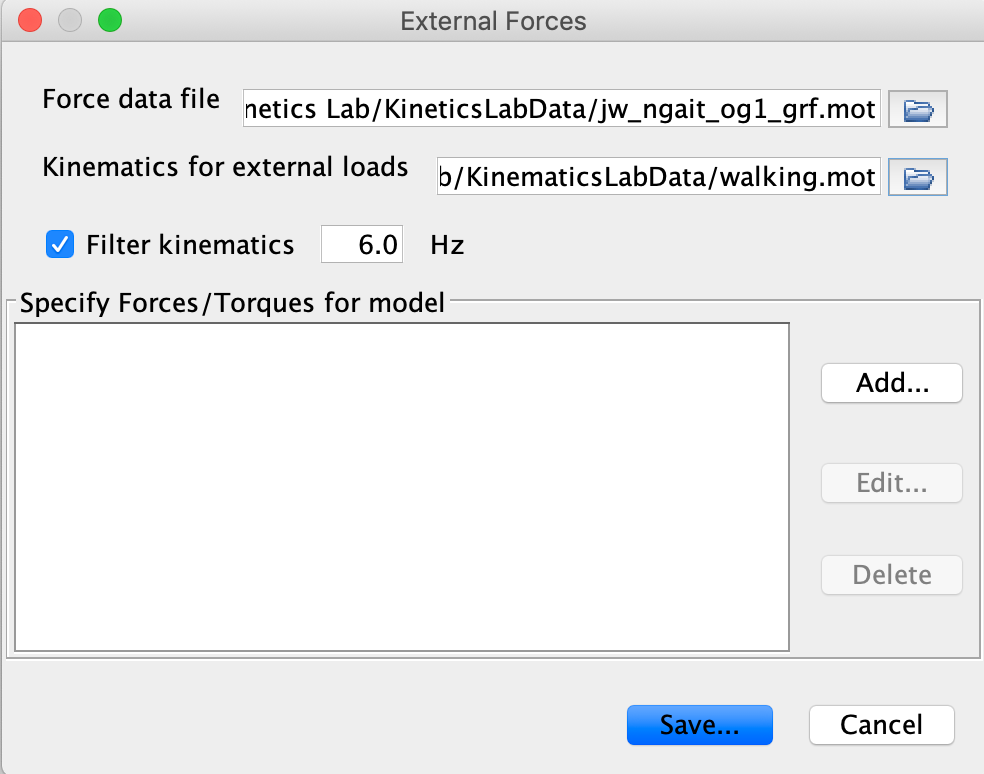 External Forces
Force data file netics Lab/KineticsLabData/jw_ngait_og1_grf.mot
Kinematics for external loads b/KinematicsLabData/walking.mot
Filter kinematics 6.0 Hz
Specify Forces/Torques for model
Add...
Edit...
Delete
Save... Cancel